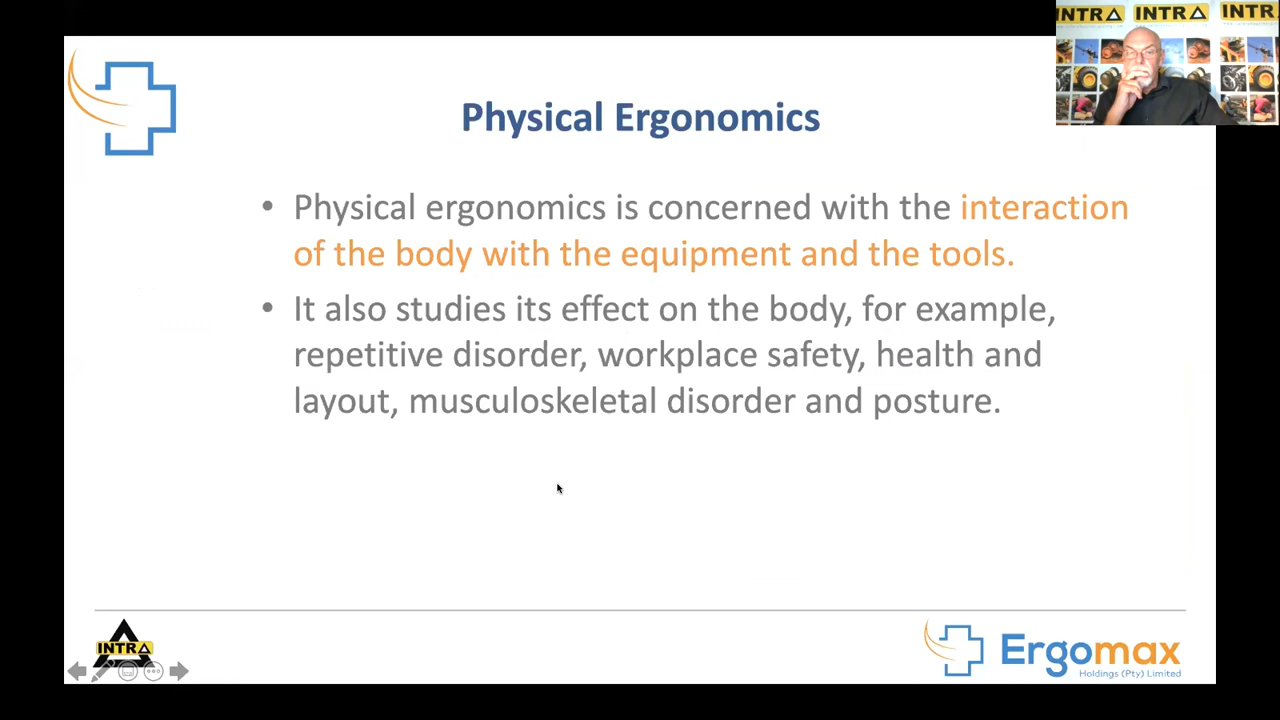 INTRA INTRA INTR
Physical Ergonomics
• Physical ergonomics is concerned with the interaction
of the body with the equipment and the tools.
• It also studies its effect on the body, for example,
repetitive disorder, workplace safety, health and
layout, musculoskeletal disorder and posture.
INTRA
Ergomax
Holdings (Pty) Limited